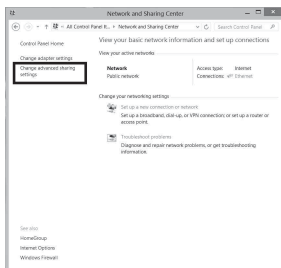 Network and Sharing Center
« All Control Panel It... › Network and Sharing Center
Search Control Panel
Control Panel Home
Change adapter settings
Change advanced sharing
settings
View your basic network information and set up connections
View your active networks
Network
Public network
Access type: Internet
Connections: Ethernet
Change your networking settings
Set up a new connection or network
Set up a broadband, dial-up, or VPN connection; or set up a router or
access point.
Troubleshoot problems
Diagnose and repair network problems, or get troubleshooting
information.
See also
HomeGroup
Internet Options
Windows Firewall